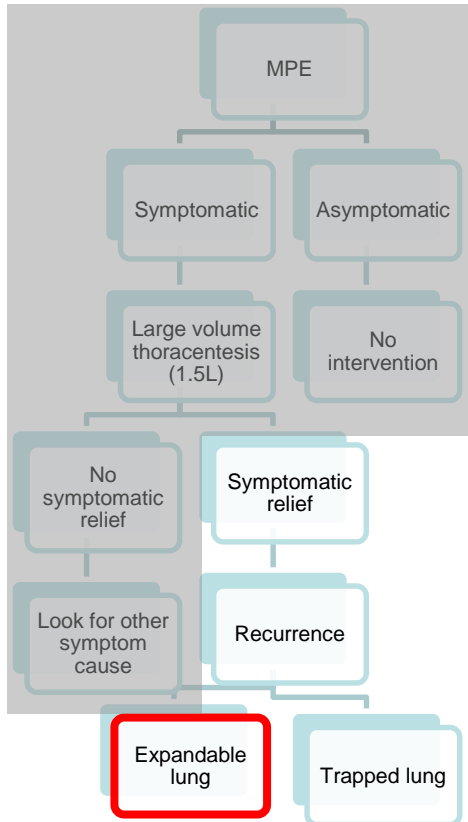 MPE
Symptomatic
Asymptomatic
Large volume
thoracentesis
(1.5L)
No
intervention
No
symptomatic
relief
Symptomatic
relief
Look for other
symptom
cause
Recurrence
Expandable
lung
Trapped lung